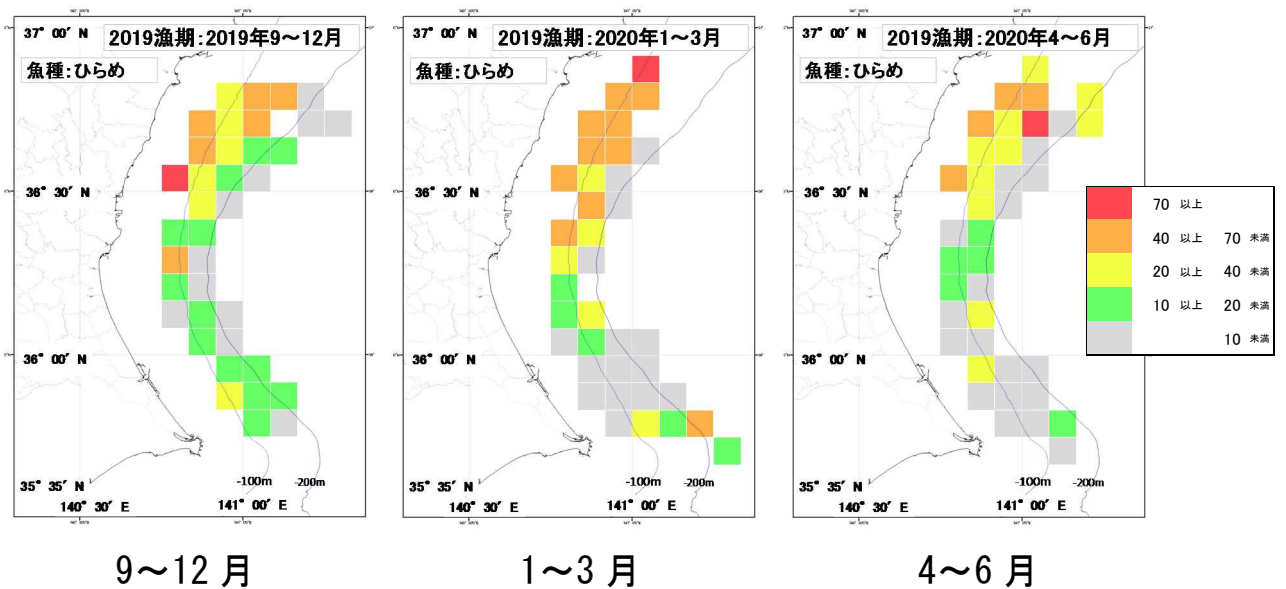 37° 00′ N
2019漁期:2019年9～12月
魚種:ひらめ
36° 30′ N
36° 00′ N
35° 35′ N
-100m
-200m
140° 30′ E
141° 00′ E
9～12 月
37° 00′ N
2019漁期:2020年1～3月
魚種:ひらめ
36° 30′ N
36° 00′ N
35° 35′ N
-100m
-200m
140° 30′ E
141° 00′ E
1～3 月
37° 00′ N
2019漁期:2020年4～6月
魚種:ひらめ
36° 30′ N
36° 00′ N
35° 35′ N
-100m
-200m
140° 30′ E
141° 00′ E
4～6 月
70 以上
40 以上 70 未満
20 以上 40 未満
10 以上 20 未満
10 未満